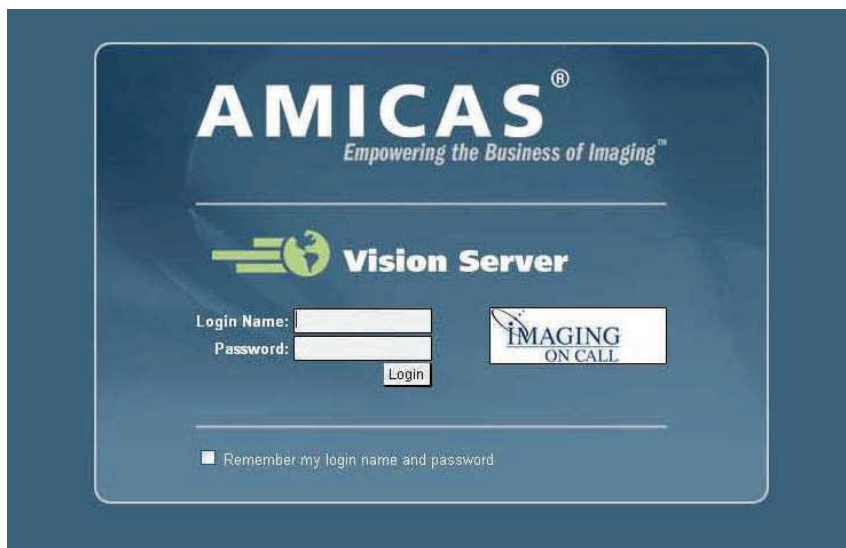 AMICAS®
Empowering the Business of Imaging™
Vision Server
Login Name:
Password:
Login
IMAGING
ON CALL
Remember my login name and password